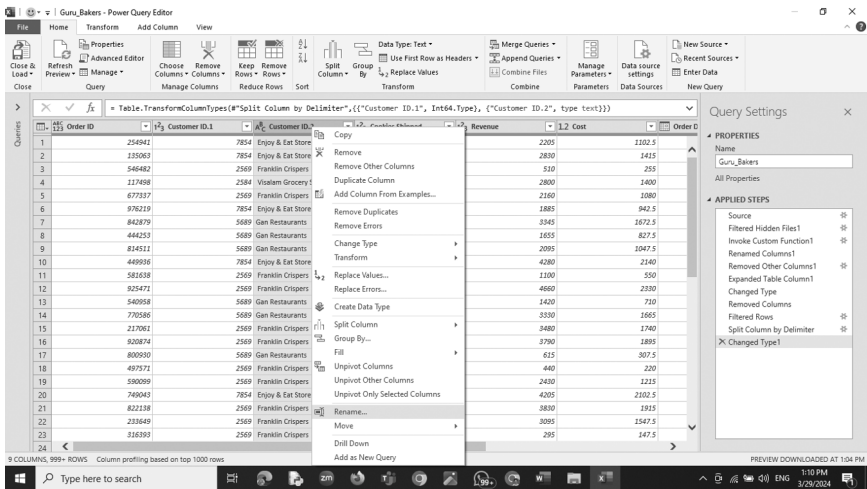 Guru_Bakers - Power Query Editor
File Home Transform Add Column View
Close & Load
Close
Refresh Preview
Properties
Advanced Editor
Manage
Query
Choose Columns
Remove Columns
Manage Columns
Keep Rows
Remove Rows
Reduce Rows
Sort
Split Column
Group By
Data Type: Text
Use First Row as Headers
Replace Values
Transform
Merge Queries
Append Queries
Combine Files
Combine
Manage Parameters
Parameters
Data source settings
Data Sources
New Source
Recent Sources
Enter Data
New Query
fx = Table.TransformColumnTypes(#"Split Column by Delimiter",{{"Customer ID.1", Int64.Type}, {"Customer ID.2", type text}})
Queries
ABC 123 Order ID 1²3 Customer ID.1 ABC Customer ID.2 Revenue 1.2 Cost Order D
1 254941 7854 Enjoy & Eat Store 2205 1102.5
2 135063 7854 Enjoy & Eat Store 2830 1415
3 546482 2569 Franklin Crispers 510 255
4 117498 2584 Visalam Grocery 2800 1400
5 677337 2569 Franklin Crispers 2160 1080
6 976219 7854 Enjoy & Eat Store 1885 942.5
7 842879 5689 Gan Restaurants 3345 1672.5
8 444253 5689 Gan Restaurants 1655 827.5
9 814511 5689 Gan Restaurants 2095 1047.5
10 449936 7854 Enjoy & Eat Store 4280 2140
11 581638 2569 Franklin Crispers 1100 550
12 925471 2569 Franklin Crispers 4660 2330
13 540958 5689 Gan Restaurants 1420 710
14 770586 5689 Gan Restaurants 3330 1665
15 217061 2569 Franklin Crispers 3480 1740
16 920874 2569 Franklin Crispers 3790 1895
17 800930 5689 Gan Restaurants 615 307.5
18 497571 2569 Franklin Crispers 440 220
19 590099 2569 Franklin Crispers 2430 1215
20 749043 7854 Enjoy & Eat Store 4205 2102.5
21 822138 2569 Franklin Crispers 3830 1915
22 233649 2569 Franklin Crispers 3095 1547.5
23 316393 2569 Franklin Crispers 295 147.5
24
Copy
Remove
Remove Other Columns
Duplicate Column
Add Column From Examples...
Remove Duplicates
Remove Errors
Change Type
Transform
Replace Values...
Replace Errors...
Create Data Type
Split Column
Group By...
Fill
Unpivot Columns
Unpivot Other Columns
Unpivot Only Selected Columns
Rename...
Move
Drill Down
Add as New Query
Query Settings
PROPERTIES
Name
Guru_Bakers
All Properties
APPLIED STEPS
Source
Filtered Hidden Files1
Invoke Custom Function1
Renamed Columns1
Removed Other Columns1
Expanded Table Column1
Changed Type
Removed Columns
Filtered Rows
Split Column by Delimiter
Changed Type1
9 COLUMNS, 999+ ROWS Column profiling based on top 1000 rows
PREVIEW DOWNLOADED AT 1:04 PM
Type here to search
zm
99+
ENG
1:10 PM
3/29/2024